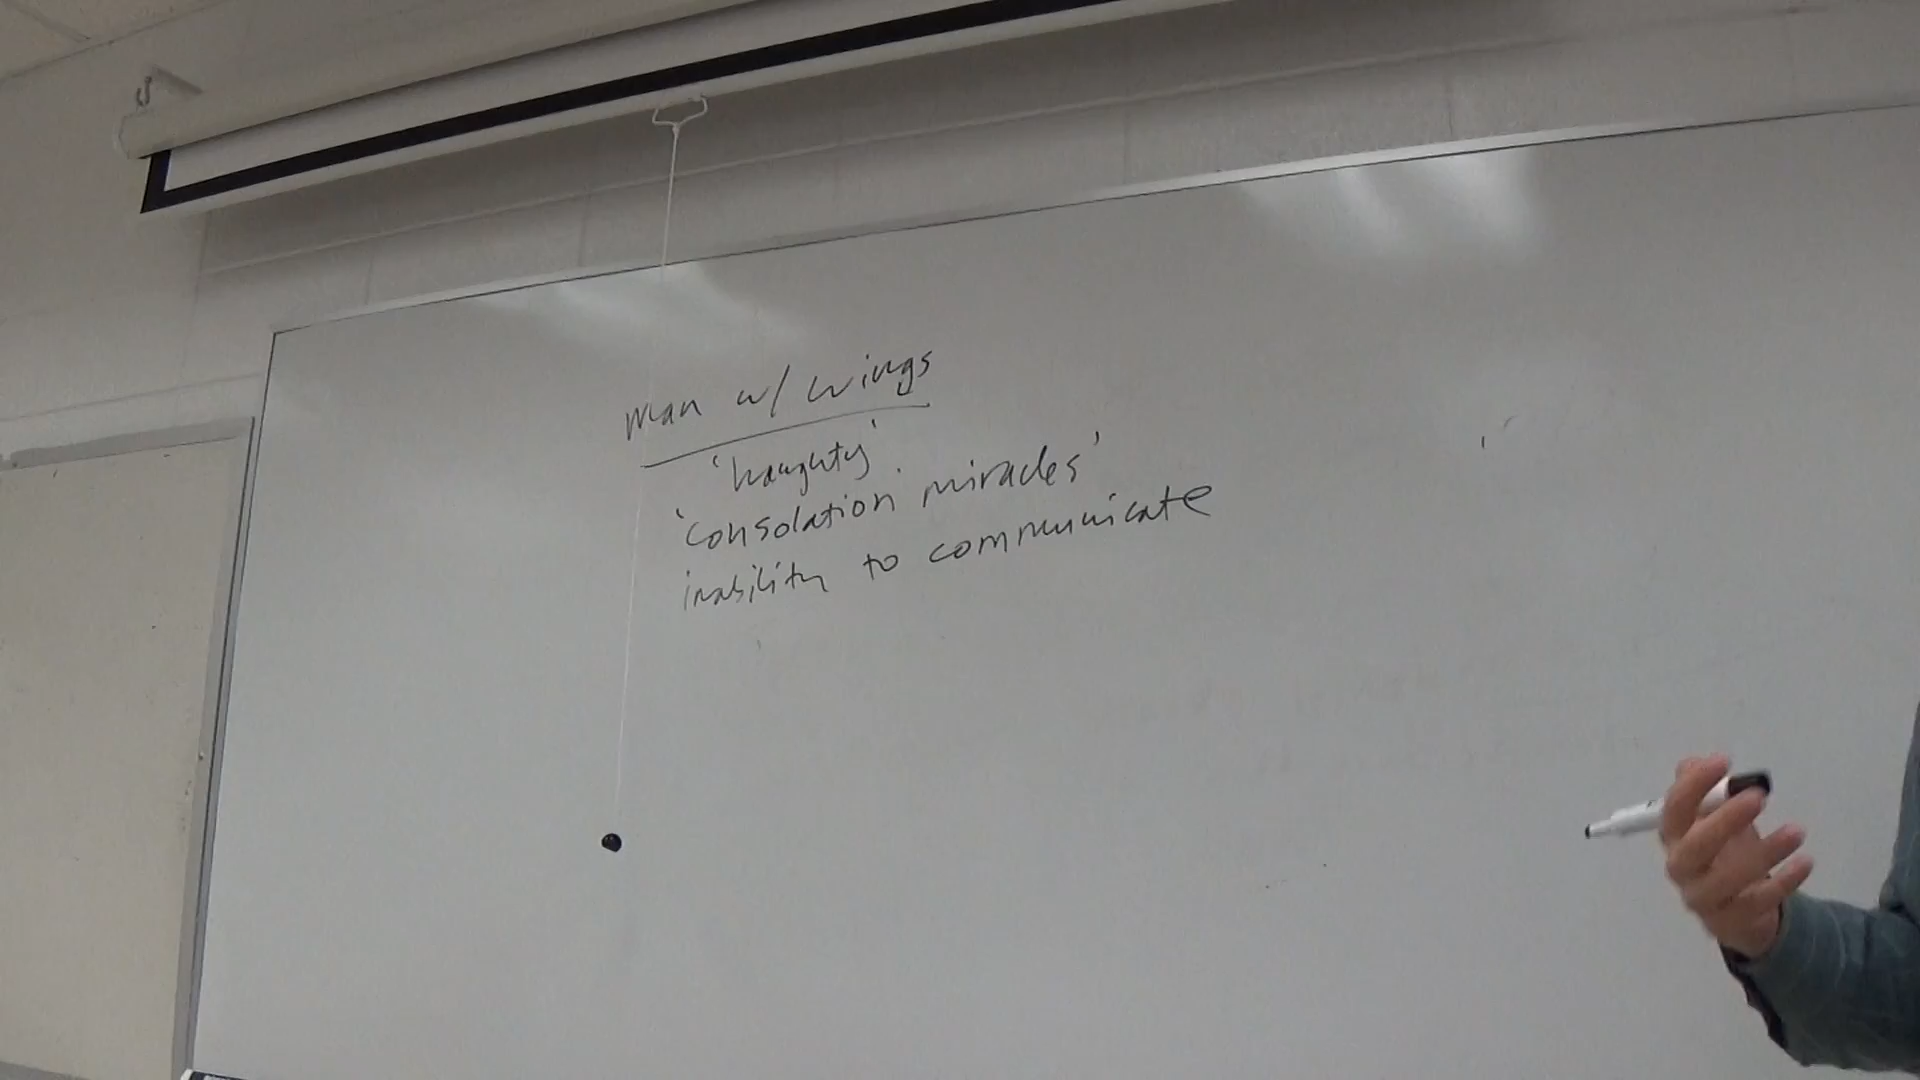 man w/ wings
'haughty'
'consolation miracles'
inability to communicate